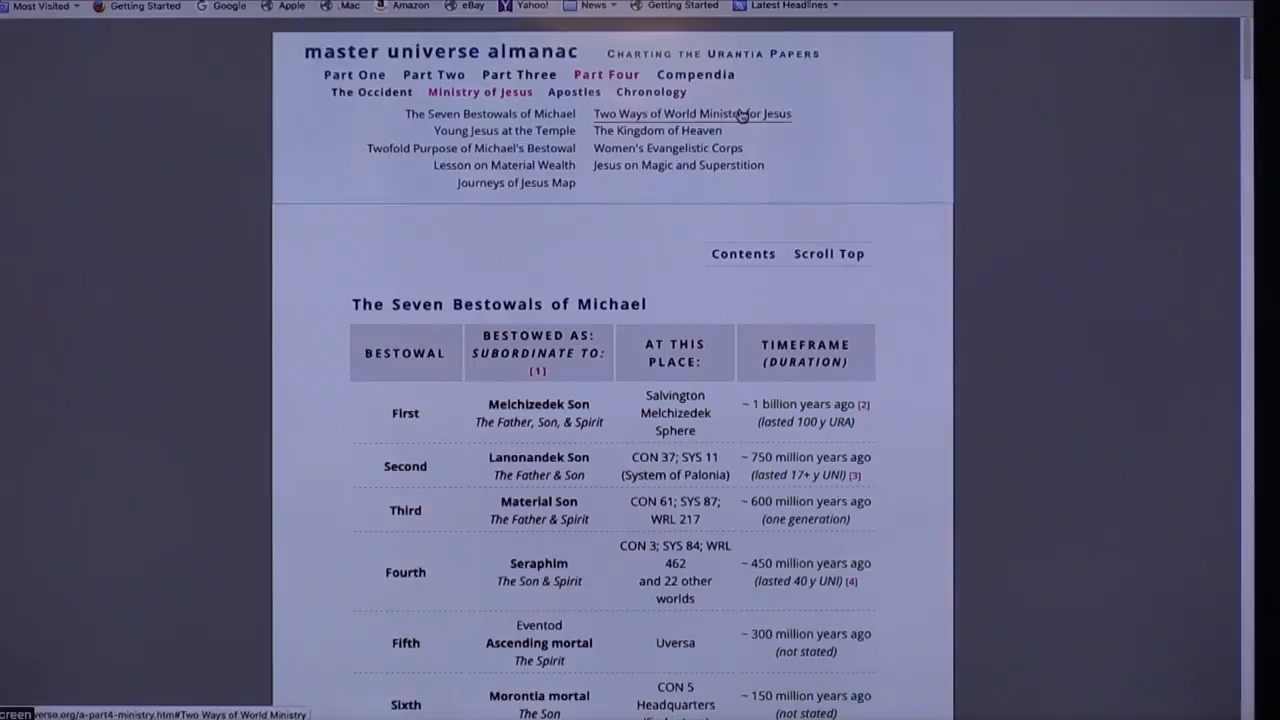 Most Visited Getting Started Google Apple .Mac Amazon eBay Yahoo! News Getting Started Latest Headlines
master universe almanac CHARTING THE URANTIA PAPERS
Part One Part Two Part Three Part Four Compendia
The Occident Ministry of Jesus Apostles Chronology
The Seven Bestowals of Michael Two Ways of World Ministry for Jesus
Young Jesus at the Temple The Kingdom of Heaven
Twofold Purpose of Michael's Bestowal Women's Evangelistic Corps
Lesson on Material Wealth Jesus on Magic and Superstition
Journeys of Jesus Map
Contents Scroll Top
The Seven Bestowals of Michael
BESTOWAL
BESTOWED AS:
SUBORDINATE TO:
[1]
AT THIS
PLACE:
TIMEFRAME
(DURATION)
First
Melchizedek Son
The Father, Son, & Spirit
Salvington
Melchizedek
Sphere
~ 1 billion years ago [2]
(lasted 100 y URA)
Second
Lanonandek Son
The Father & Son
CON 37; SYS 11
(System of Palonia)
~ 750 million years ago
(lasted 17+ y UNI) [3]
Third
Material Son
The Father & Spirit
CON 61; SYS 87;
WRL 217
~ 600 million years ago
(one generation)
Fourth
Seraphim
The Son & Spirit
CON 3; SYS 84; WRL
462
and 22 other
worlds
~ 450 million years ago
(lasted 40 y UNI) [4]
Fifth
Eventod
Ascending mortal
The Spirit
Uversa
~ 300 million years ago
(not stated)
Sixth
Morontia mortal
The Son
CON 5
Headquarters
~ 150 million years ago
(not stated)
creen verse.org/a-part4-ministry.htm#Two Ways of World Ministry